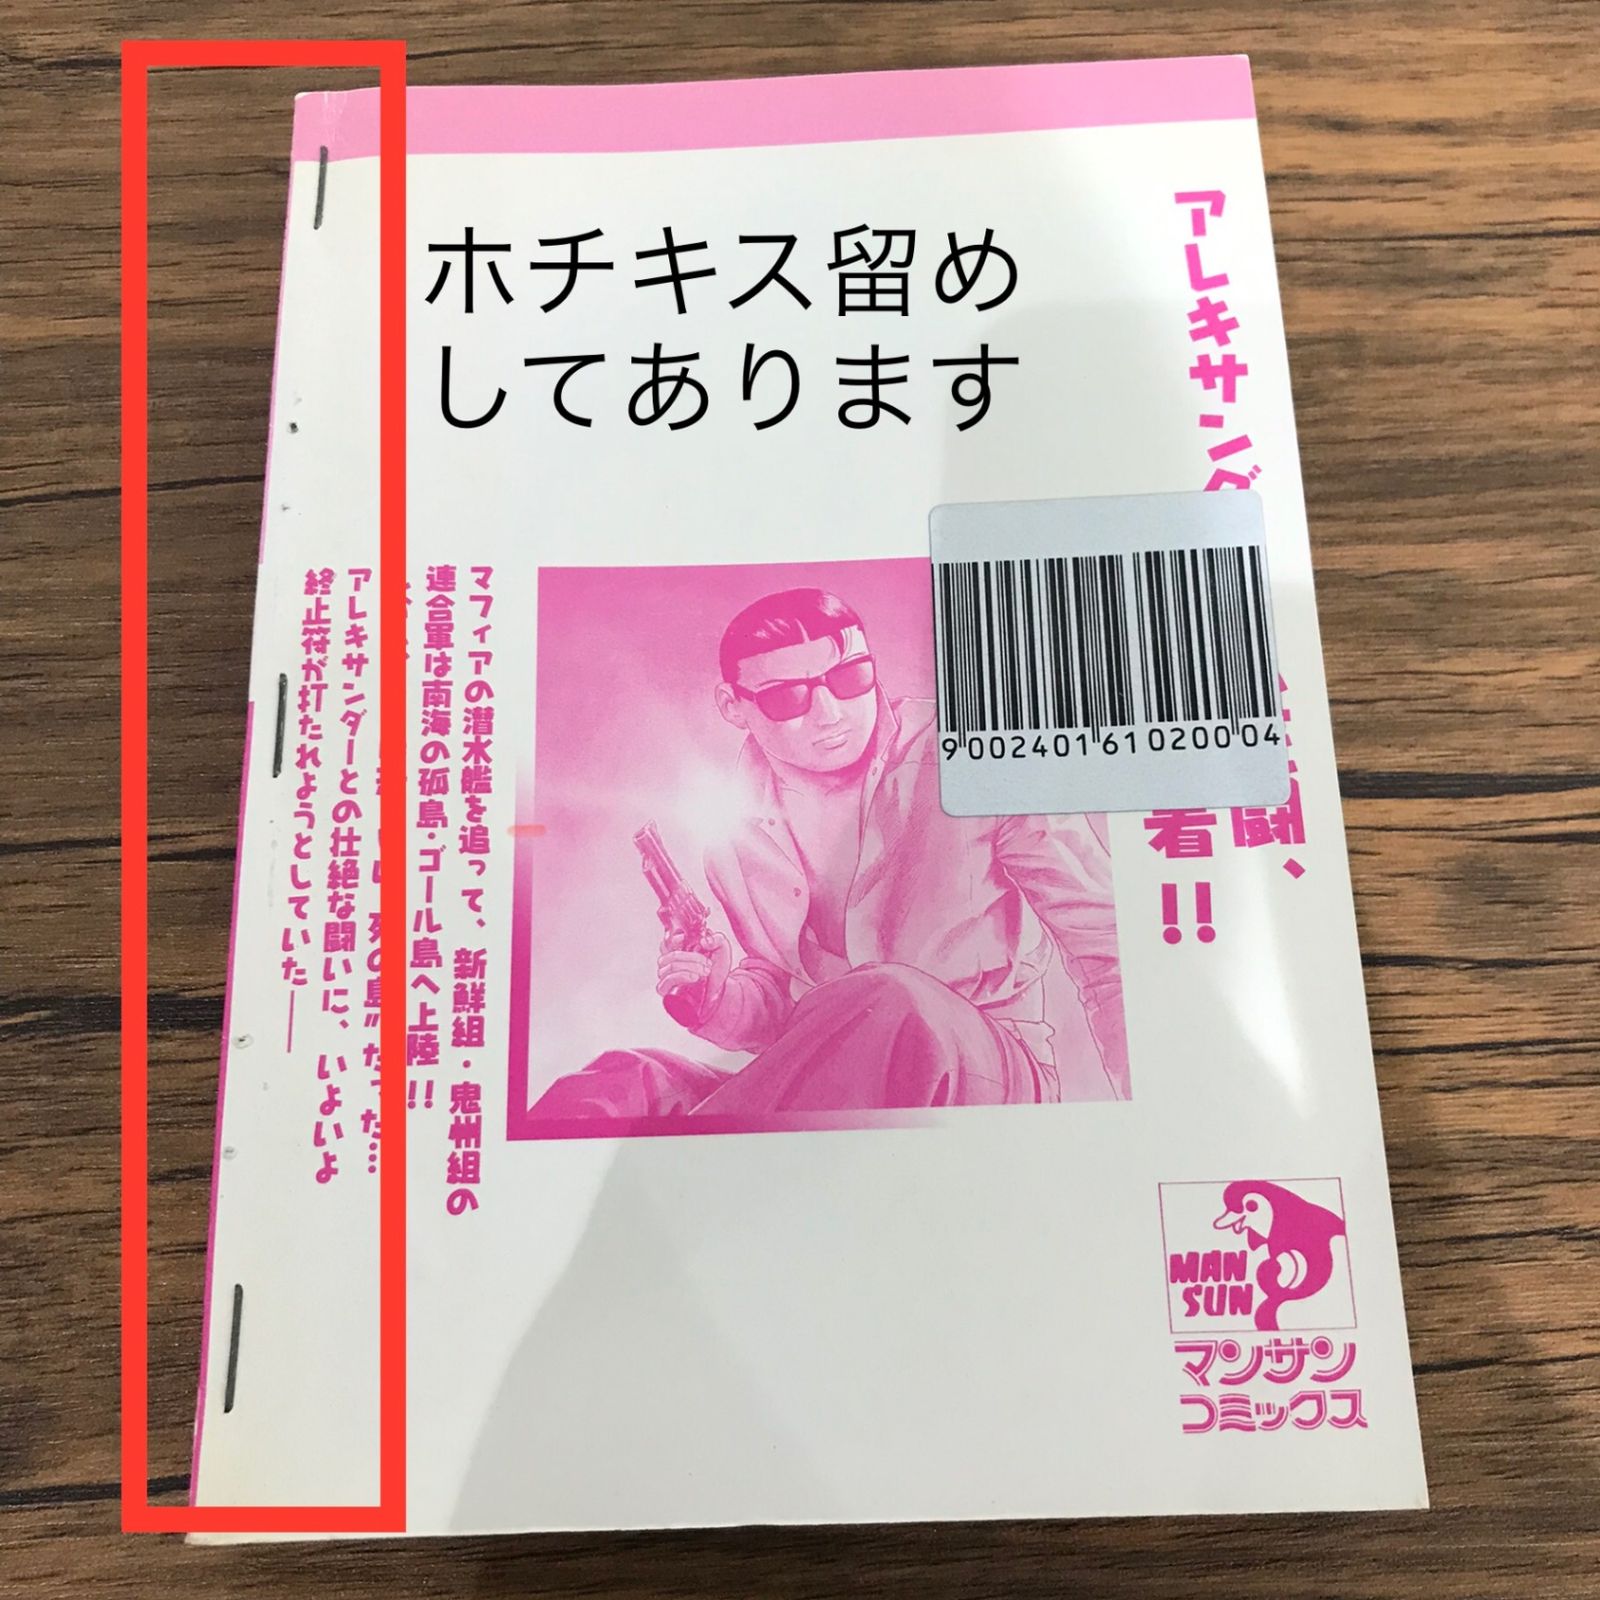 ホチキス留め
してあります
アレキサンダ
闘、
着!!
マフィアの潜水艦を追って、新鮮組・鬼州組の
連合軍は南海の孤島・ゴール島へ上陸!!
死の島”だった…
アレキサンダーとの壮絶な闘いに、いよいよ
終止符が打たれようとしていた――
900240161020004
MAN
SUN
マンサン
コミックス